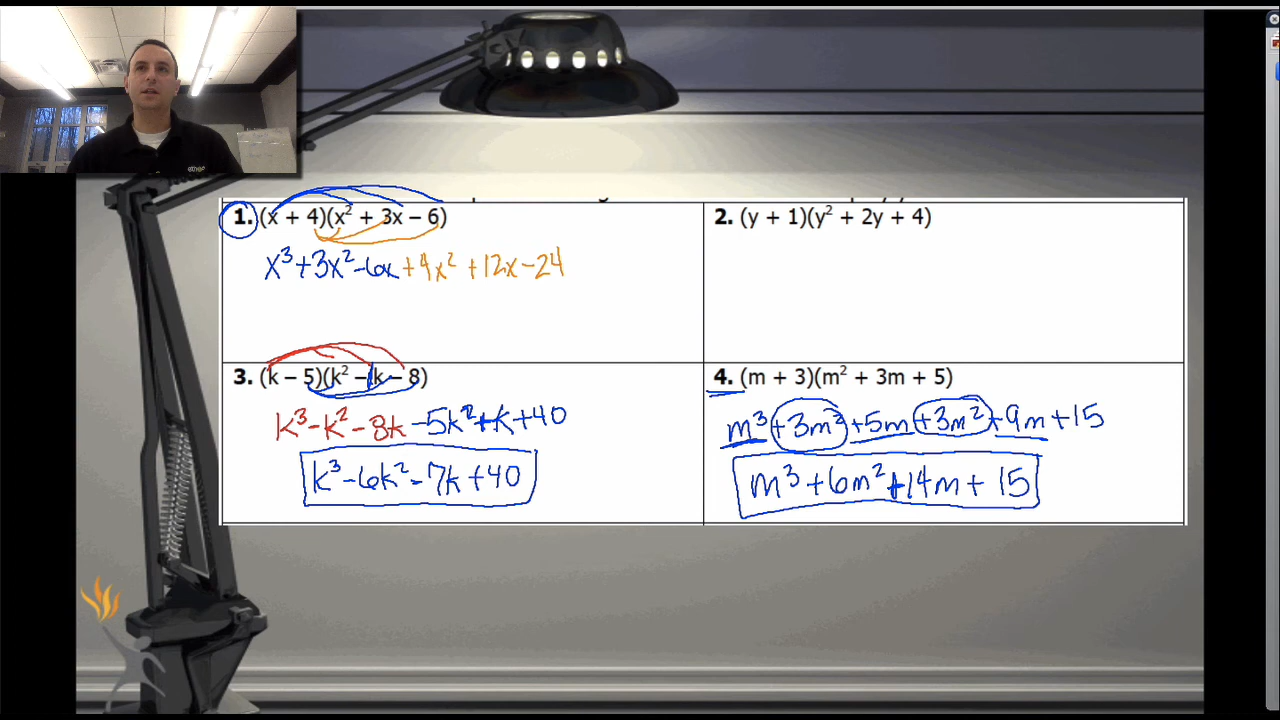 1. (x + 4)(x² + 3x – 6)
x³ + 3x² - 6x + 4x² + 12x - 24
2. (y + 1)(y² + 2y + 4)
3. (k – 5)(k² – 1k – 8)
k³ - k² - 8k - 5k² + k + 40
k³ - 6k² - 7k + 40
4. (m + 3)(m² + 3m + 5)
m³ + 3m² + 5m + 3m² + 9m + 15
m³ + 6m² + 14m + 15